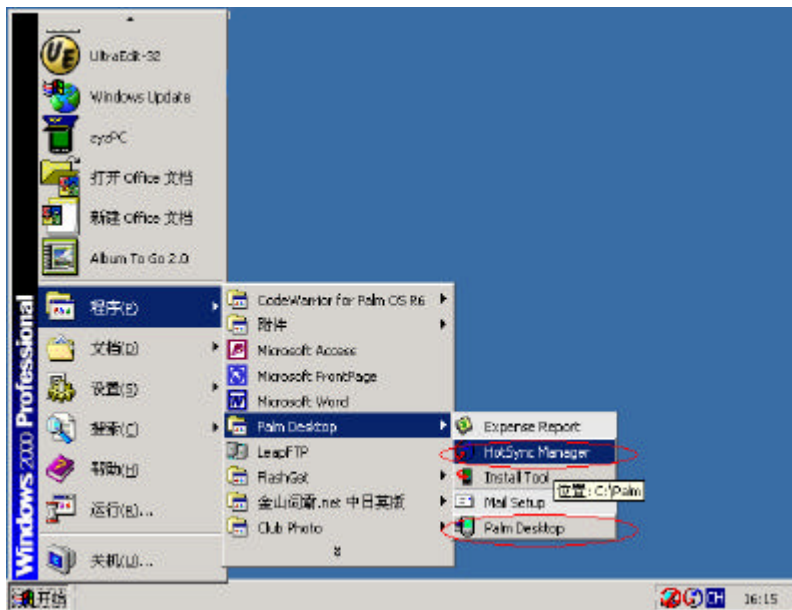 UltraEdit-32
Windows Update
打开 Office 文档
新建 Office 文档
Album To Go 2.0
程序(P)
文档(D)
设置(S)
搜索(C)
帮助(H)
运行(R)...
关机(U)...
Windows 2000 Professional
CodeWarrior for Palm OS R6
附件
Microsoft Access
Microsoft FrontPage
Microsoft Word
Palm Desktop
LeapFTP
FlashGet
金山词霸.net 中日英版
Club Photo
Expense Report
HotSync Manager
Install Tool
位置: C:\Palm
Mail Setup
Palm Desktop
开始
CH
16:15